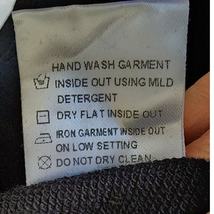 HAND WASH GARMENT
INSIDE OUT USING MILD
DETERGENT
DRY FLAT INSIDE OUT
IRON GARMENT INSIDE OUT
ON LOW SETTING
DO NOT DRY CLEAN